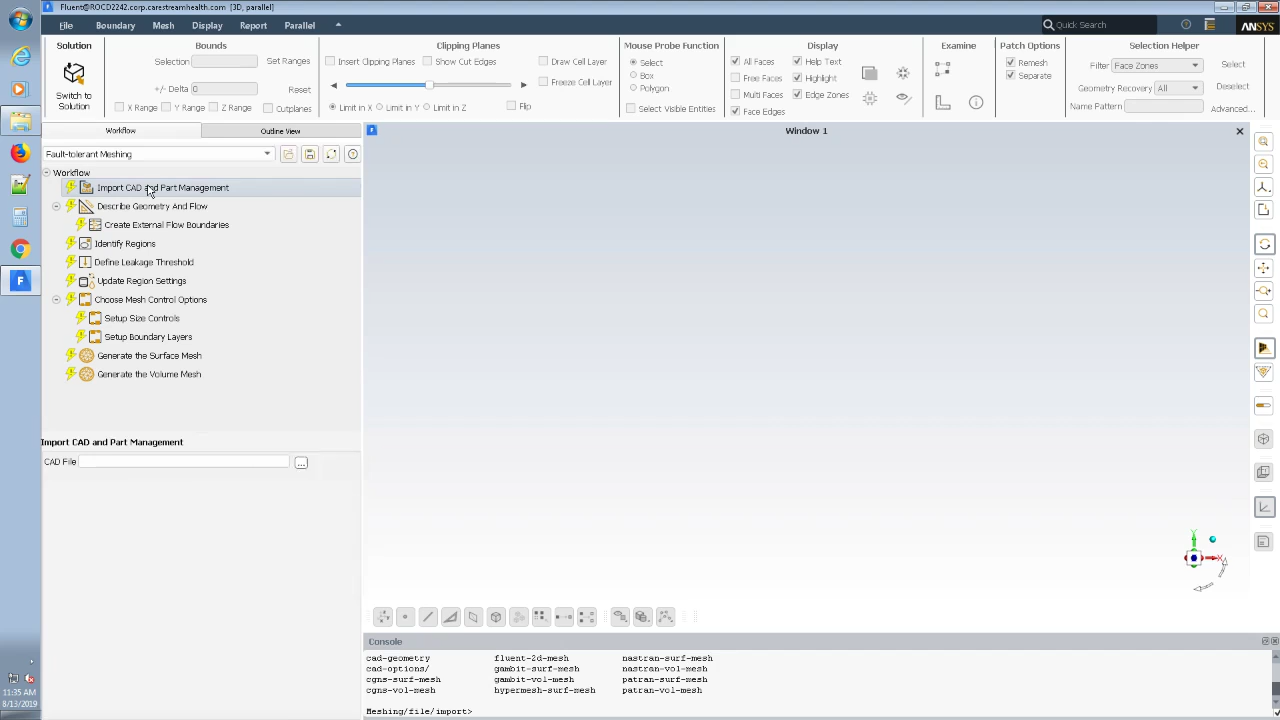 Fluent@ROCD2242.corp.carestreamhealth.com [3D, parallel]
File Boundary Mesh Display Report Parallel Quick Search ANSYS
Solution Bounds Clipping Planes Mouse Probe Function Display Examine Patch Options Selection Helper
Switch to
Solution
Selection Set Ranges
+/- Delta 0 Reset
X Range Y Range Z Range Cutplanes
Insert Clipping Planes Show Cut Edges Draw Cell Layer
Freeze Cell Layer
Limit in X Limit in Y Limit in Z Flip
Select
Box
Polygon
Select Visible Entities
All Faces Help Text
Free Faces Highlight
Multi Faces Edge Zones
Face Edges
Remesh
Separate
Filter Face Zones Select
Geometry Recovery All Deselect
Name Pattern Advanced...
Workflow Outline View
Window 1
Fault-tolerant Meshing
Workflow
Import CAD and Part Management
Describe Geometry And Flow
Create External Flow Boundaries
Identify Regions
Define Leakage Threshold
Update Region Settings
Choose Mesh Control Options
Setup Size Controls
Setup Boundary Layers
Generate the Surface Mesh
Generate the Volume Mesh
Import CAD and Part Management
CAD File ...
Y
X
Console
cad-geometry fluent-2d-mesh nastran-surf-mesh
cad-options/ gambit-surf-mesh nastran-vol-mesh
cgns-surf-mesh gambit-vol-mesh patran-surf-mesh
cgns-vol-mesh hypermesh-surf-mesh patran-vol-mesh
Meshing/file/import>
11:35 AM
8/13/2019